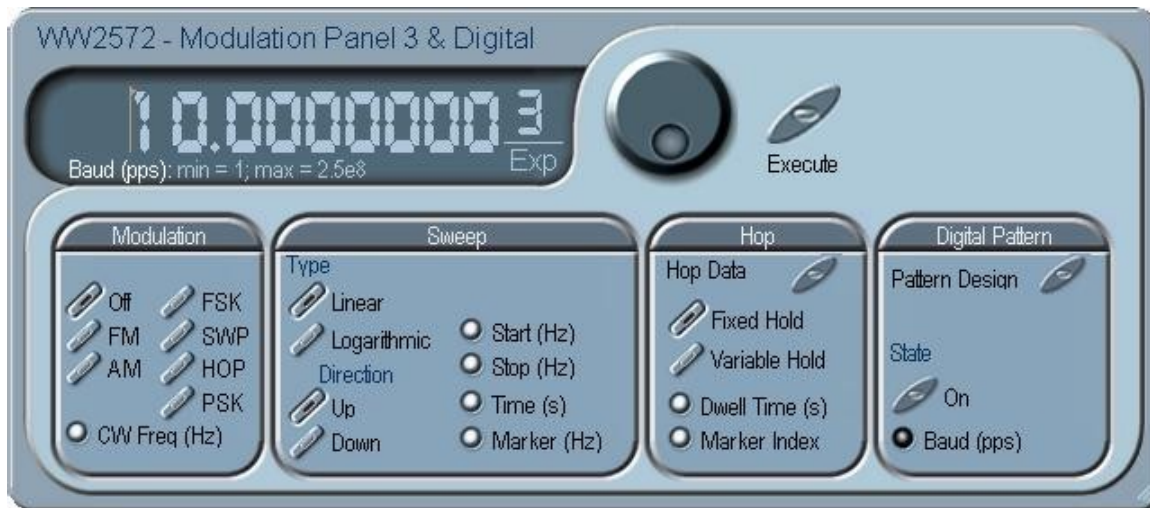 WW2572 - Modulation Panel 3 & Digital
10.0000000 3
Exp
Baud (pps): min = 1; max = 2.5e8
Execute
Modulation
Off
FSK
FM
SWP
AM
HOP
PSK
CW Freq (Hz)
Sweep
Type
Linear
Logarithmic
Direction
Up
Down
Start (Hz)
Stop (Hz)
Time (s)
Marker (Hz)
Hop
Hop Data
Fixed Hold
Variable Hold
Dwell Time (s)
Marker Index
Digital Pattern
Pattern Design
State
On
Baud (pps)